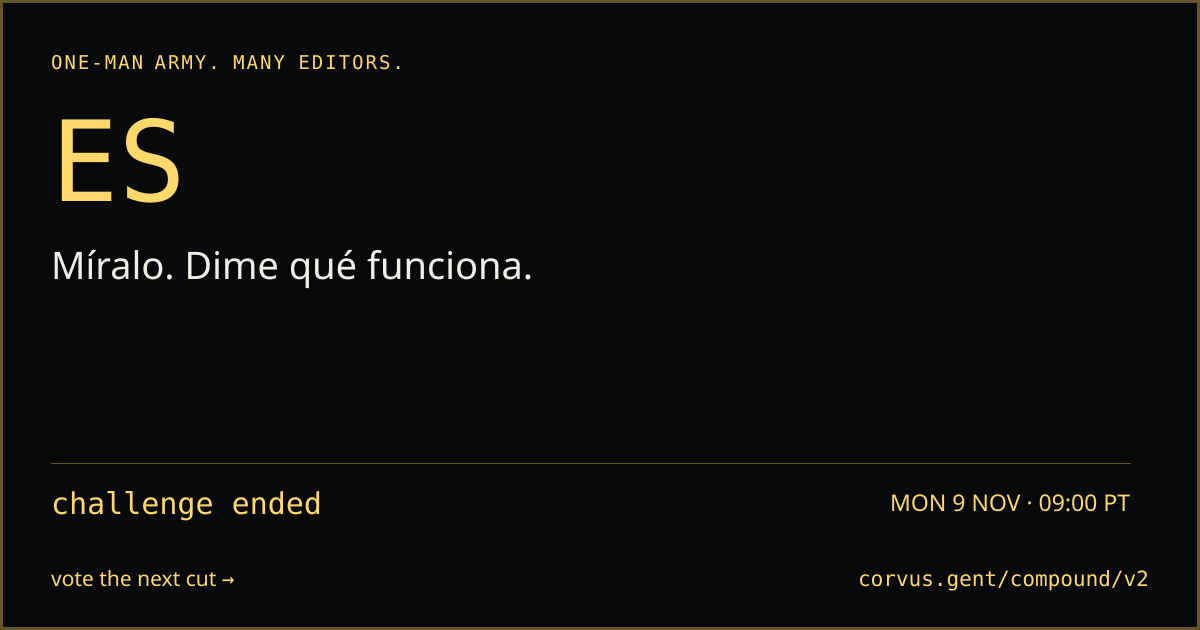 ONE-MAN ARMY. MANY EDITORS.
ES
Míralo. Dime qué funciona.
challenge ended
MON 9 NOV · 09:00 PT
vote the next cut →
corvus.gent/compound/v2